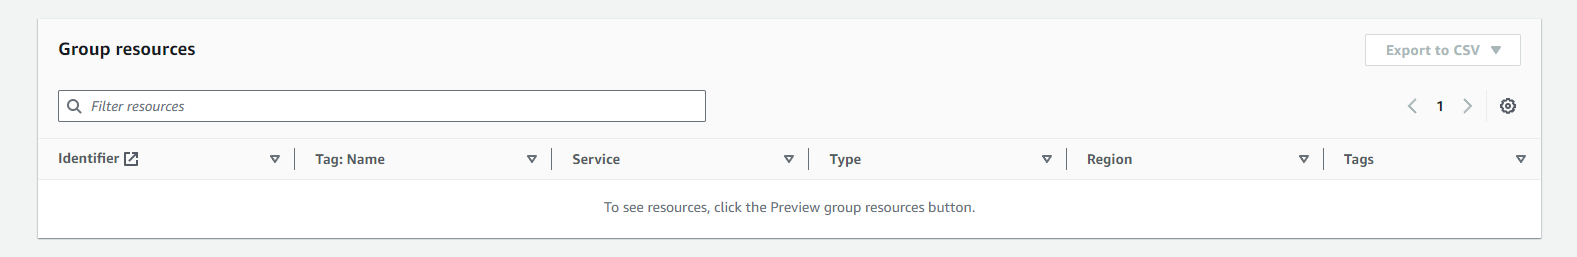 Group resources
Export to CSV
Filter resources
1
Identifier Tag: Name Service Type Region Tags
To see resources, click the Preview group resources button.